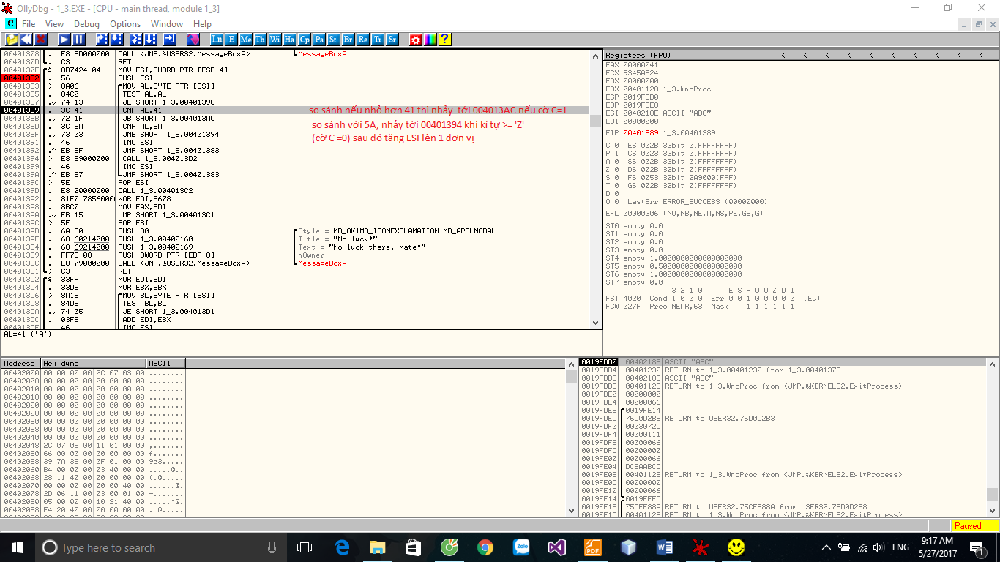 OllyDbg - 1_3.EXE - [CPU - main thread, module 1_3]
C File View Debug Options Window Help
Ln E Me Th Wi Ha Cp Pa St Br Re Tr Sr ?
00401378 . E8 BD000000 CALL <JMP.&USER32.MessageBoxA> MessageBoxA
0040137D . C3 RET
0040137E $ 8B7424 04 MOV ESI,DWORD PTR [ESP+4]
00401382 . 56 PUSH ESI
00401383 > 8A06 MOV AL,BYTE PTR [ESI]
00401385 . 84C0 TEST AL,AL
00401387 .v 74 13 JE SHORT 1_3.0040139C
00401389 . 3C 41 CMP AL,41 so sánh nếu nhỏ hơn 41 thì nhảy tới 004013AC nếu cờ C=1
0040138B .v 72 1F JB SHORT 1_3.004013AC
0040138D . 3C 5A CMP AL,5A so sánh với 5A, nhảy tới 00401394 khi kí tự >= 'Z'
0040138F .v 73 03 JNB SHORT 1_3.00401394
00401391 . 46 INC ESI (cờ C =0) sau đó tăng ESI lên 1 đơn vị
00401392 .^ EB EF JMP SHORT 1_3.00401383
00401394 > E8 39000000 CALL 1_3.004013D2
00401399 . 46 INC ESI
0040139A .^ EB E7 JMP SHORT 1_3.00401383
0040139C > 5E POP ESI
0040139D . E8 20000000 CALL 1_3.004013C2
004013A2 . 81F7 78560000 XOR EDI,5678
004013A8 . 8BC7 MOV EAX,EDI
004013AA .v EB 15 JMP SHORT 1_3.004013C1
004013AC > 5E POP ESI
004013AD . 6A 30 PUSH 30 Style = MB_OK|MB_ICONEXCLAMATION|MB_APPLMODAL
004013AF . 68 60214000 PUSH 1_3.00402160 Title = "No luck!"
004013B4 . 68 69214000 PUSH 1_3.00402169 Text = "No luck there, mate!"
004013B9 . FF75 08 PUSH DWORD PTR [EBP+8] hOwner
004013BC . E8 79000000 CALL <JMP.&USER32.MessageBoxA> MessageBoxA
004013C1 > C3 RET
004013C2 $ 33FF XOR EDI,EDI
004013C4 . 33DB XOR EBX,EBX
004013C6 > 8A1E MOV BL,BYTE PTR [ESI]
004013C8 . 84DB TEST BL,BL
004013CA .v 74 05 JE SHORT 1_3.004013D1
004013CC . 03FB ADD EDI,EBX
004013CE . 46 INC ESI
AL=41 ('A')
Registers (FPU) < < < < < < < < < <
EAX 00000041
ECX 9345AB24
EDX 00000000
EBX 00401128 1_3.WndProc
ESP 0019FDD0
EBP 0019FDE8
ESI 0040218E ASCII "ABC"
EDI 00000000
EIP 00401389 1_3.00401389
C 0 ES 002B 32bit 0(FFFFFFFF)
P 1 CS 0023 32bit 0(FFFFFFFF)
A 0 SS 002B 32bit 0(FFFFFFFF)
Z 0 DS 002B 32bit 0(FFFFFFFF)
S 0 FS 0053 32bit 2A9000(FFF)
T 0 GS 002B 32bit 0(FFFFFFFF)
D 0
O 0 LastErr ERROR_SUCCESS (00000000)
EFL 00000206 (NO,NB,NE,A,NS,PE,GE,G)
ST0 empty 0.0
ST1 empty 0.0
ST2 empty 0.0
ST3 empty 0.0
ST4 empty 1.0000000000000000000
ST5 empty 0.5000000000000000000
ST6 empty 1.0000000000000000000
ST7 empty 0.0
3 2 1 0 E S P U O Z D I
FST 4020 Cond 1 0 0 0 Err 0 0 1 0 0 0 0 0 (EQ)
FCW 027F Prec NEAR,53 Mask 1 1 1 1 1 1
Address Hex dump ASCII
00402000 00 00 00 00 2C 07 03 00 ....,...
00402008 00 00 00 00 00 00 00 00 ........
00402010 00 00 00 00 00 00 00 00 ........
00402018 00 00 00 00 00 00 00 00 ........
00402020 00 00 00 00 00 00 00 00 ........
00402028 00 00 00 00 00 00 00 00 ........
00402030 00 00 00 00 00 00 00 00 ........
00402038 00 00 00 00 00 00 00 00 ........
00402040 00 00 00 00 00 00 00 00 ........
00402048 2C 07 03 00 11 01 00 00 ,.......
00402050 66 00 00 00 00 00 00 00 f.......
00402058 39 7A 33 00 0F 01 00 00 9z3.....
00402060 B4 00 00 00 03 40 00 00 .....@..
00402068 28 11 40 00 00 00 00 00 (.@.....
00402070 00 00 00 00 00 00 40 00 ......@.
00402078 2D 06 11 00 03 00 01 00 -.......
00402080 05 00 00 00 10 21 40 00 .....!@.
00402088 F4 20 40 00 00 00 00 00 . @.....
0019FDD0 0040218E ASCII "ABC"
0019FDD4 00401232 RETURN to 1_3.00401232 from 1_3.0040137E
0019FDD8 0040218E ASCII "ABC"
0019FDDC 00401128 RETURN to 1_3.WndProc from <JMP.&KERNEL32.ExitProcess>
0019FDE0 00000000
0019FDE4 00000066
0019FDE8 0019FE14
0019FDEC 75D0D2B3 RETURN to USER32.75D0D2B3
0019FDF0 0003072C
0019FDF4 00000111
0019FDF8 00000066
0019FDFC 00000000
0019FE00 00000066
0019FE04 DCBAABCD
0019FE08 00401128 RETURN to 1_3.WndProc from <JMP.&KERNEL32.ExitProcess>
0019FE0C 00000000
0019FE10 00000066
0019FE14 0019FEFC
0019FE18 75CEE88A RETURN to USER32.75CEE88A from USER32.75D0D288
0019FE1C 00401128 RETURN to 1_3.WndProc from <JMP.&KERNEL32.ExitProcess>
Paused
Type here to search
Zalo PDF
ENG 9:17 AM
5/27/2017 1